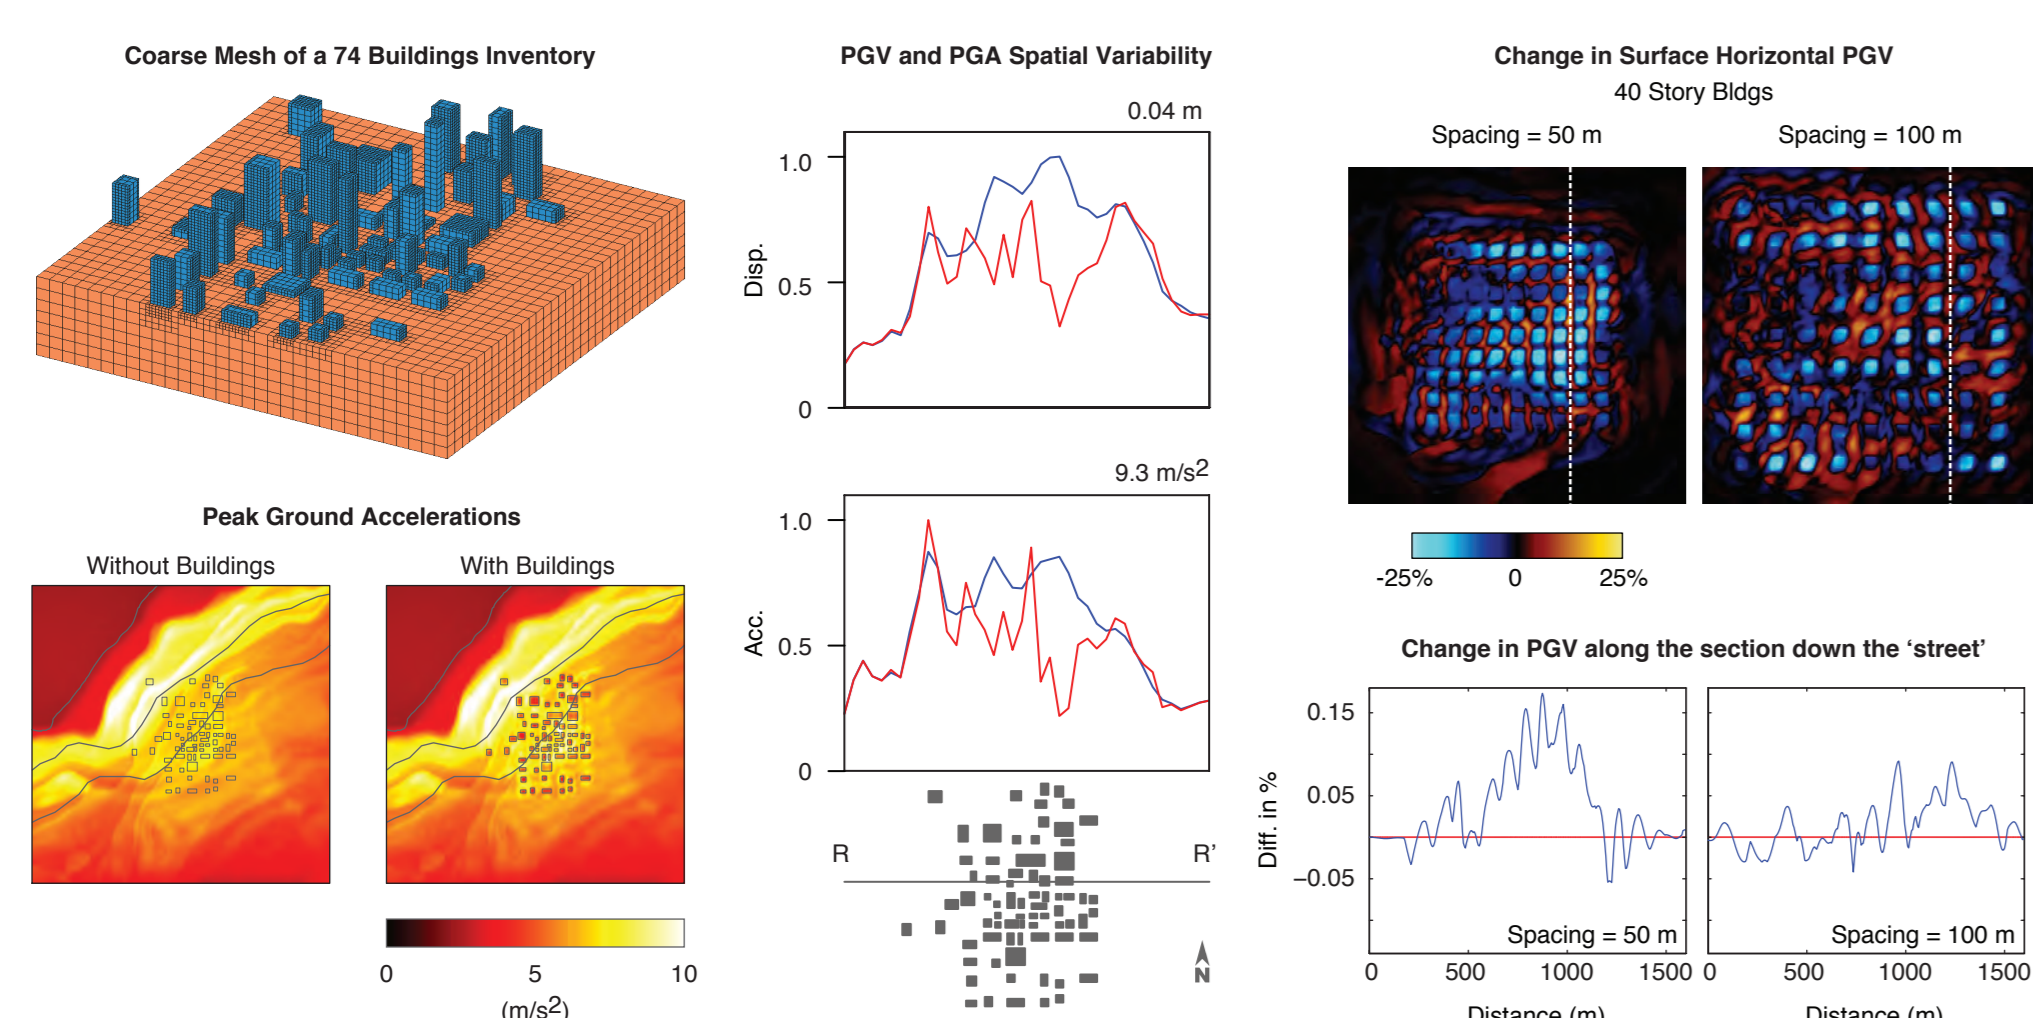 Coarse Mesh of a 74 Buildings Inventory
Peak Ground Accelerations
Without Buildings
With Buildings
0 5 10
(m/s2)
PGV and PGA Spatial Variability
0.04 m
1.0
Disp.
0.5
0
9.3 m/s2
1.0
Acc.
0.5
0
R R'
N
Change in Surface Horizontal PGV
40 Story Bldgs
Spacing = 50 m
Spacing = 100 m
-25% 0 25%
Change in PGV along the section down the ‘street’
0.15
0.05
−0.05
Diff. in %
Spacing = 50 m
Spacing = 100 m
0 500 1000 1500
0 500 1000 1500
Distance (m)
Distance (m)